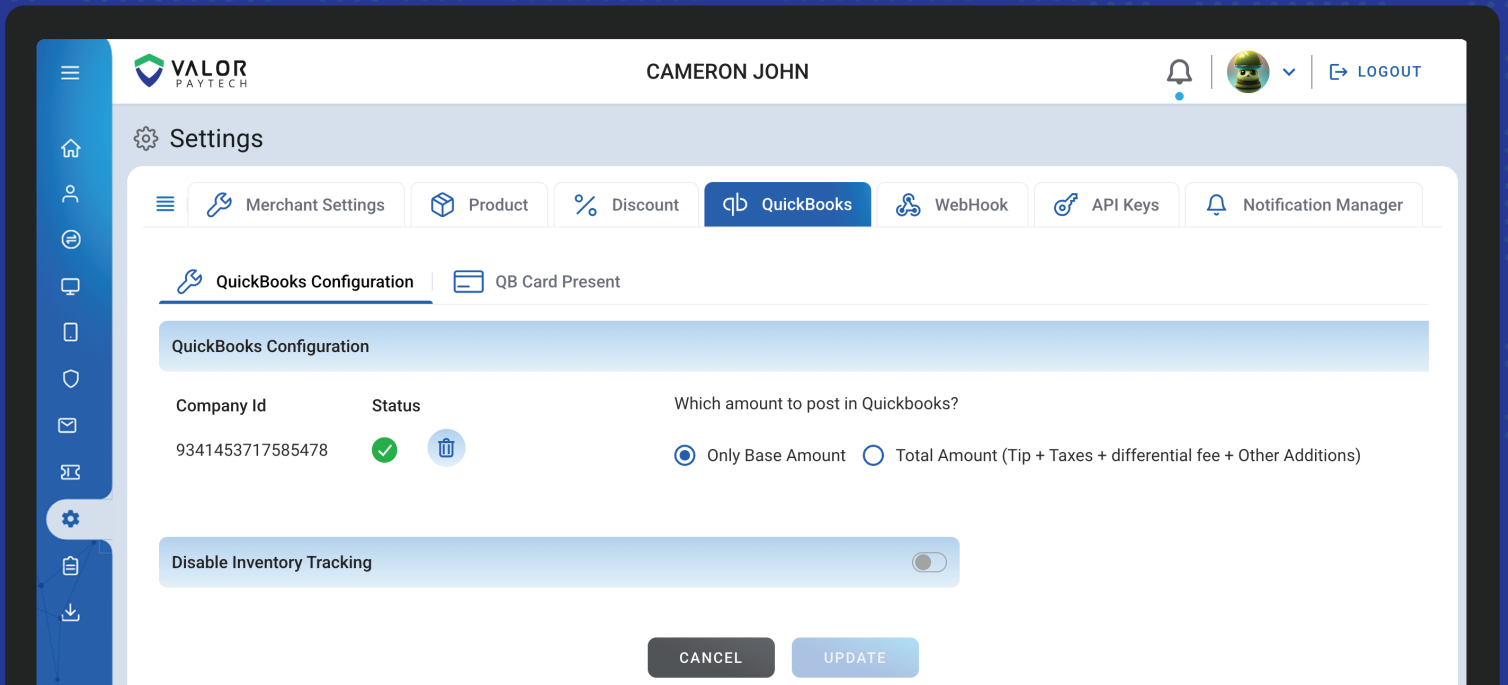 VALOR
PAYTECH
CAMERON JOHN
LOGOUT
Settings
Merchant Settings
Product
Discount
qb QuickBooks
WebHook
API Keys
Notification Manager
QuickBooks Configuration
QB Card Present
QuickBooks Configuration
Company Id
Status
Which amount to post in Quickbooks?
9341453717585478
Only Base Amount
Total Amount (Tip + Taxes + differential fee + Other Additions)
Disable Inventory Tracking
CANCEL
UPDATE